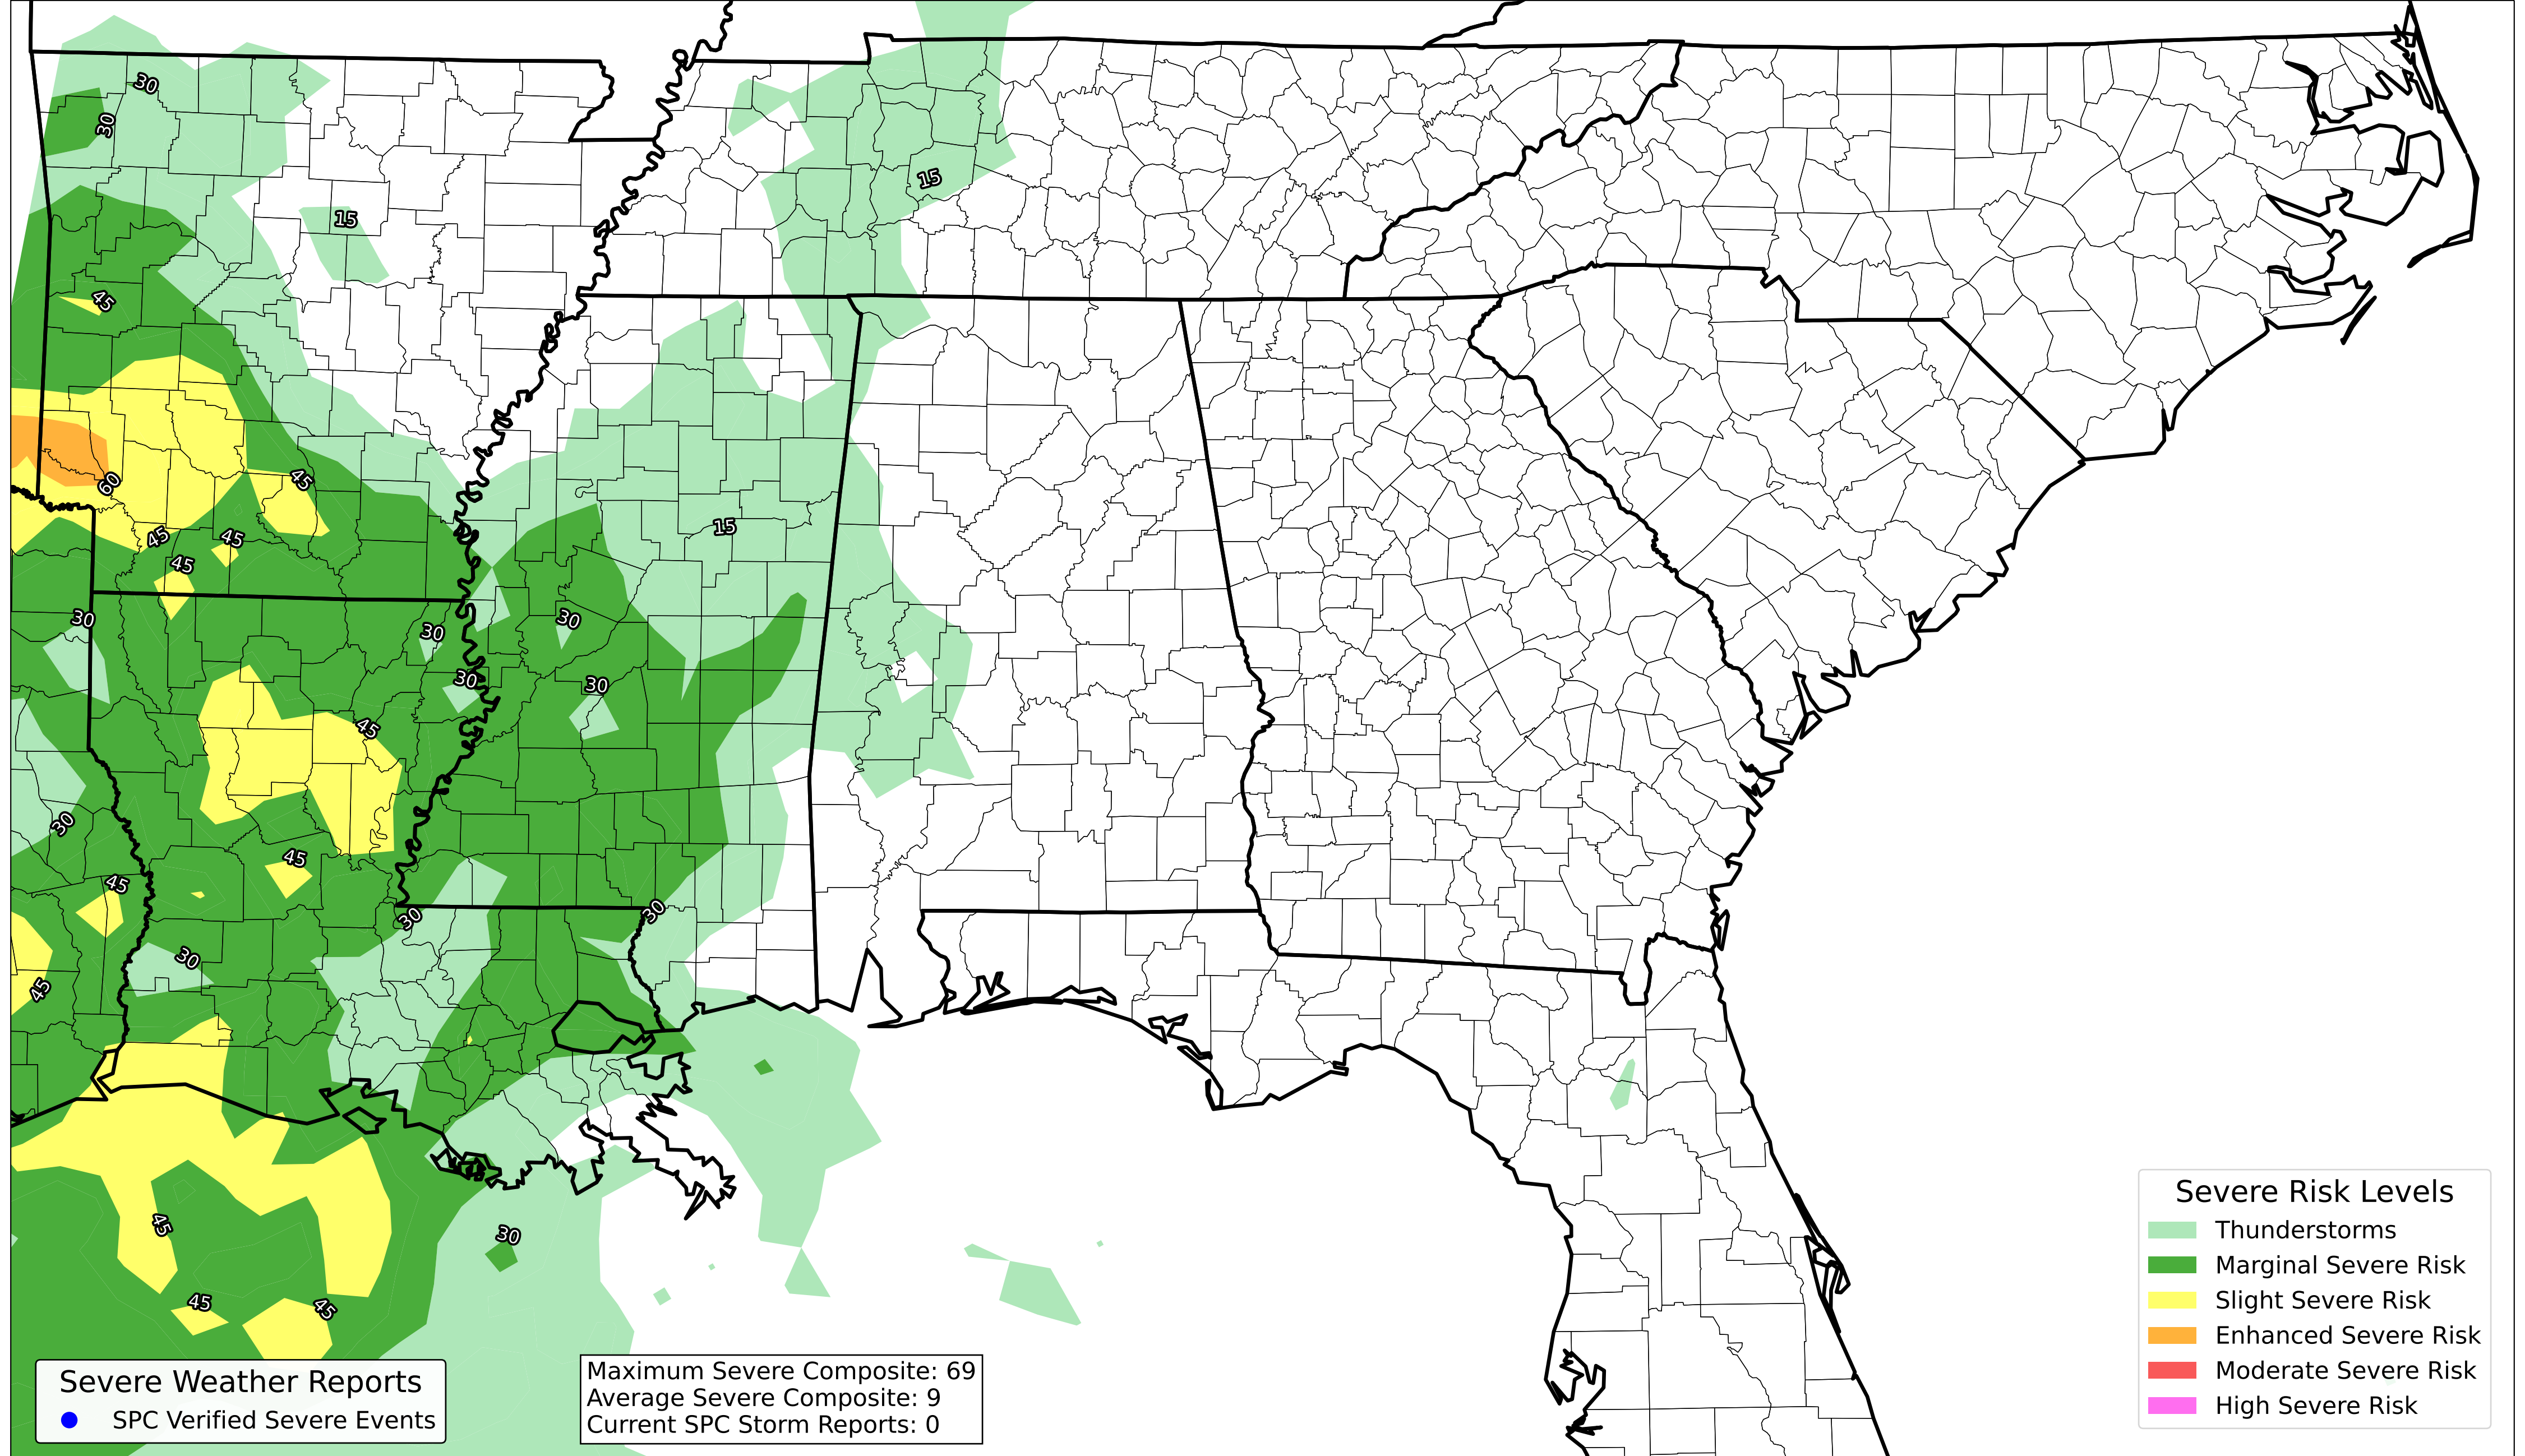 30
30
15
15
45
45
60
15
45
45
45
30
30
30
30
30
45
30
45
45
30
30
30
45
45
30
45
45
Severe Weather Reports
SPC Verified Severe Events
Maximum Severe Composite: 69
Average Severe Composite: 9
Current SPC Storm Reports: 0
Severe Risk Levels
Thunderstorms
Marginal Severe Risk
Slight Severe Risk
Enhanced Severe Risk
Moderate Severe Risk
High Severe Risk